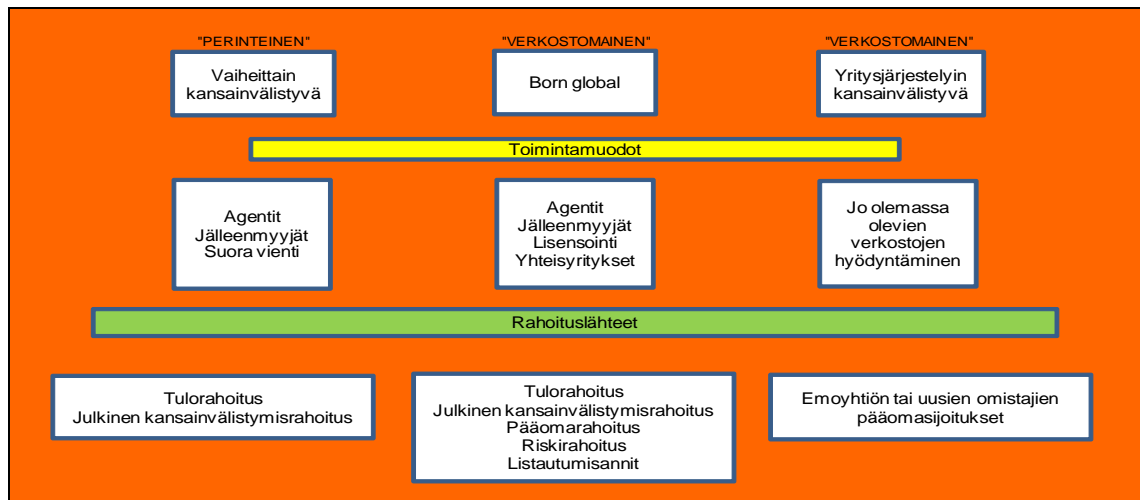 "PERINTEINEN"
"VERKOSTOMAINEN"
"VERKOSTOMAINEN"
Vaiheittain
kansainvälistyvä
Born global
Yritysjärjestelyin
kansainvälistyvä
Toimintamuodot
Agentit
Jälleenmyyjät
Suora vienti
Agentit
Jälleenmyyjät
Lisensointi
Yhteisyritykset
Jo olemassa
olevien
verkostojen
hyödyntäminen
Rahoituslähteet
Tulorahoitus
Julkinen kansainvälistymisrahoitus
Tulorahoitus
Julkinen kansainvälistymisrahoitus
Pääomarahoitus
Riskirahoitus
Listautumisannit
Emoyhtiön tai uusien omistajien
pääomasijoitukset